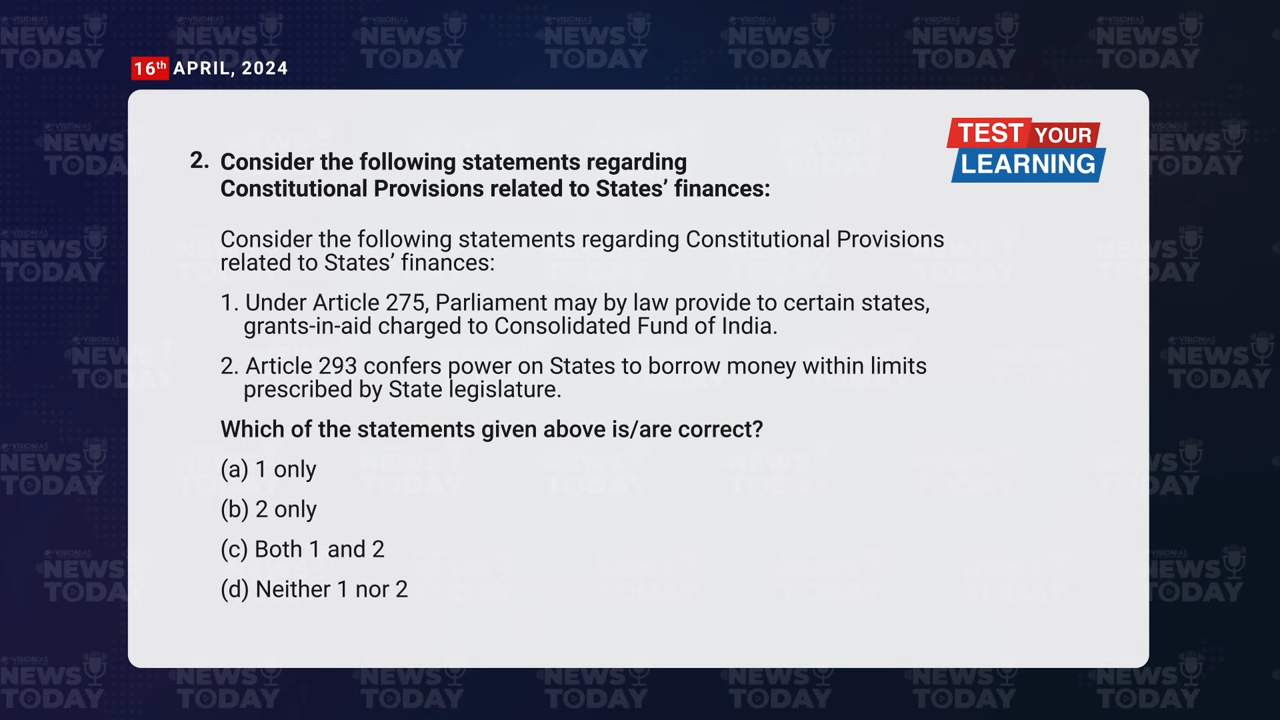 16th APRIL, 2024
TEST YOUR
LEARNING
2. Consider the following statements regarding
Constitutional Provisions related to States’ finances:
Consider the following statements regarding Constitutional Provisions
related to States’ finances:
1. Under Article 275, Parliament may by law provide to certain states,
grants-in-aid charged to Consolidated Fund of India.
2. Article 293 confers power on States to borrow money within limits
prescribed by State legislature.
Which of the statements given above is/are correct?
(a) 1 only
(b) 2 only
(c) Both 1 and 2
(d) Neither 1 nor 2